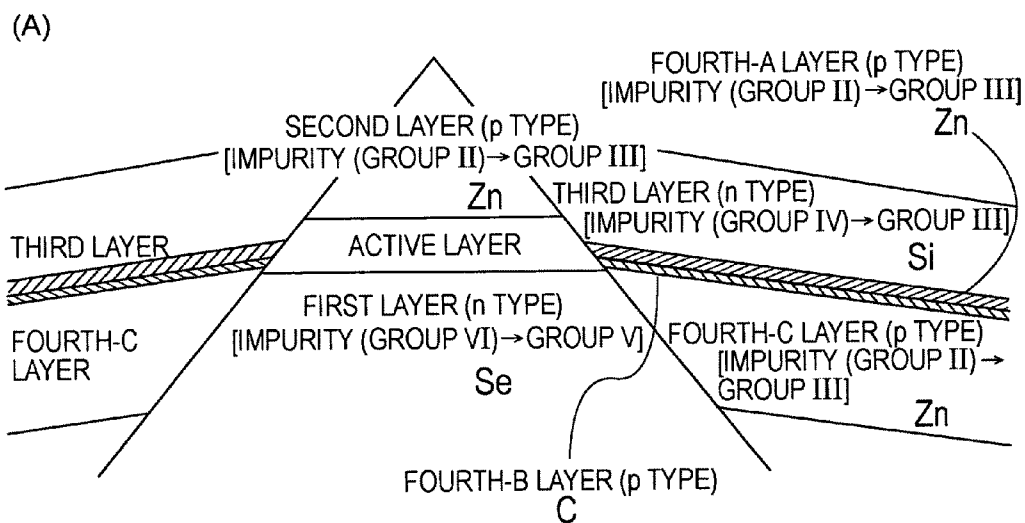 (A)
FOURTH-A LAYER (p TYPE)
[IMPURITY (GROUP II)→GROUP III]
Zn
SECOND LAYER (p TYPE)
[IMPURITY (GROUP II)→GROUP III]
Zn
THIRD LAYER (n TYPE)
[IMPURITY (GROUP IV)→GROUP III]
Si
THIRD LAYER
ACTIVE LAYER
FIRST LAYER (n TYPE)
[IMPURITY (GROUP VI)→GROUP V]
Se
FOURTH-C
LAYER
FOURTH-C LAYER (p TYPE)
[IMPURITY (GROUP II)→
GROUP III]
Zn
FOURTH-B LAYER (p TYPE)
C